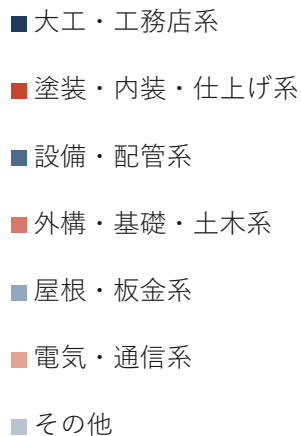 大工・工務店系
塗装・内装・仕上げ系
設備・配管系
外構・基礎・土木系
屋根・板金系
電気・通信系
その他